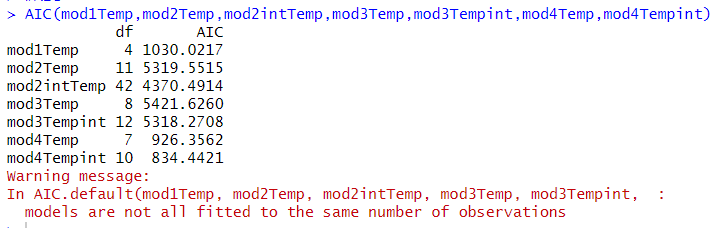 > AIC(mod1Temp,mod2Temp,mod2intTemp,mod3Temp,mod3Tempint,mod4Temp,mod4Tempint)
df AIC
mod1Temp 4 1030.0217
mod2Temp 11 5319.5515
mod2intTemp 42 4370.4914
mod3Temp 8 5421.6260
mod3Tempint 12 5318.2708
mod4Temp 7 926.3562
mod4Tempint 10 834.4421
Warning message:
In AIC.default(mod1Temp, mod2Temp, mod2intTemp, mod3Temp, mod3Tempint, :
models are not all fitted to the same number of observations